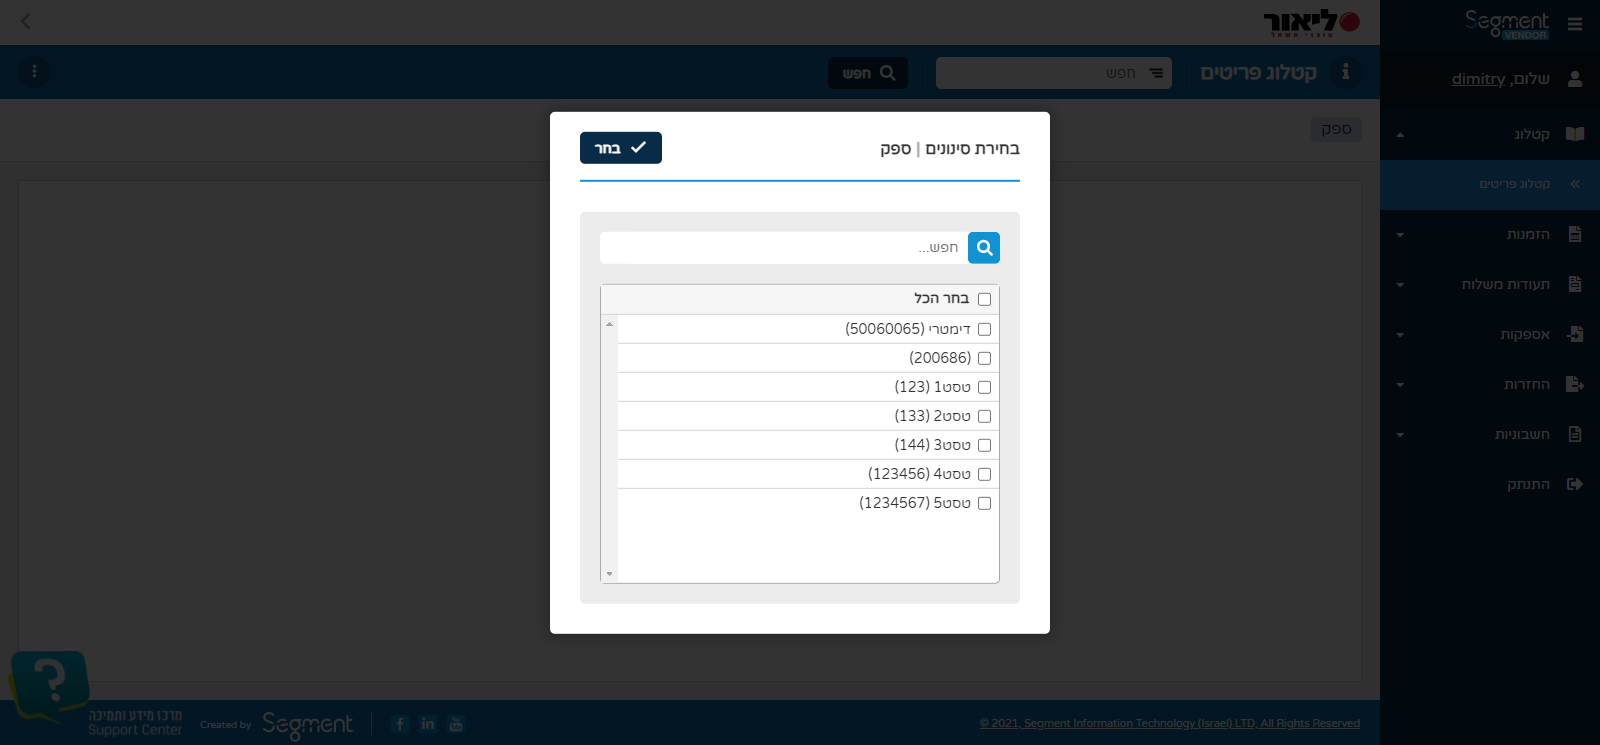 Segment
VENDOR
שלום, dimitry
קטלוג
קטלוג פריטים
הזמנות
תעודות משלוח
אספקות
החזרות
חשבוניות
התנתק
ליאור
מוצרי חשמל
קטלוג פריטים
חפש
חפש
ספק
בחירת סינונים | ספק
בחר
חפש...
בחר הכל
דימטרי (50060065)
(200686)
טסט1 (123)
טסט2 (133)
טסט3 (144)
טסט4 (123456)
טסט5 (1234567)
מרכז מידע ותמיכה
Support Center
Created by Segment
© 2021, Segment Information Technology (Israel) LTD, All Rights Reserved